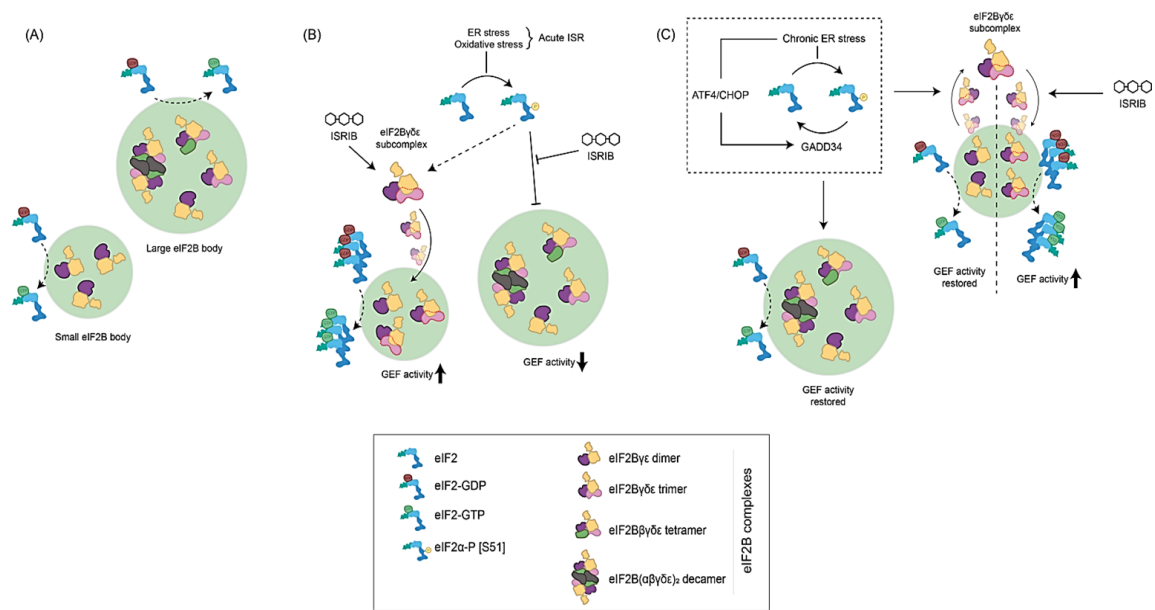 (A)
Large eIF2B body
Small eIF2B body
(B)
ER stress
Oxidative stress
Acute ISR
ISRIB
eIF2Bγδε
subcomplex
ISRIB
GEF activity
GEF activity
(C)
Chronic ER stress
ATF4/CHOP
GADD34
eIF2Bγδε
subcomplex
ISRIB
GEF activity
restored
GEF activity
GEF activity
restored
eIF2
eIF2-GDP
eIF2-GTP
eIF2α-P [S51]
eIF2Bγε dimer
eIF2Bγδε trimer
eIF2Bβγδε tetramer
eIF2B(αβγδε)₂ decamer
eIF2B complexes